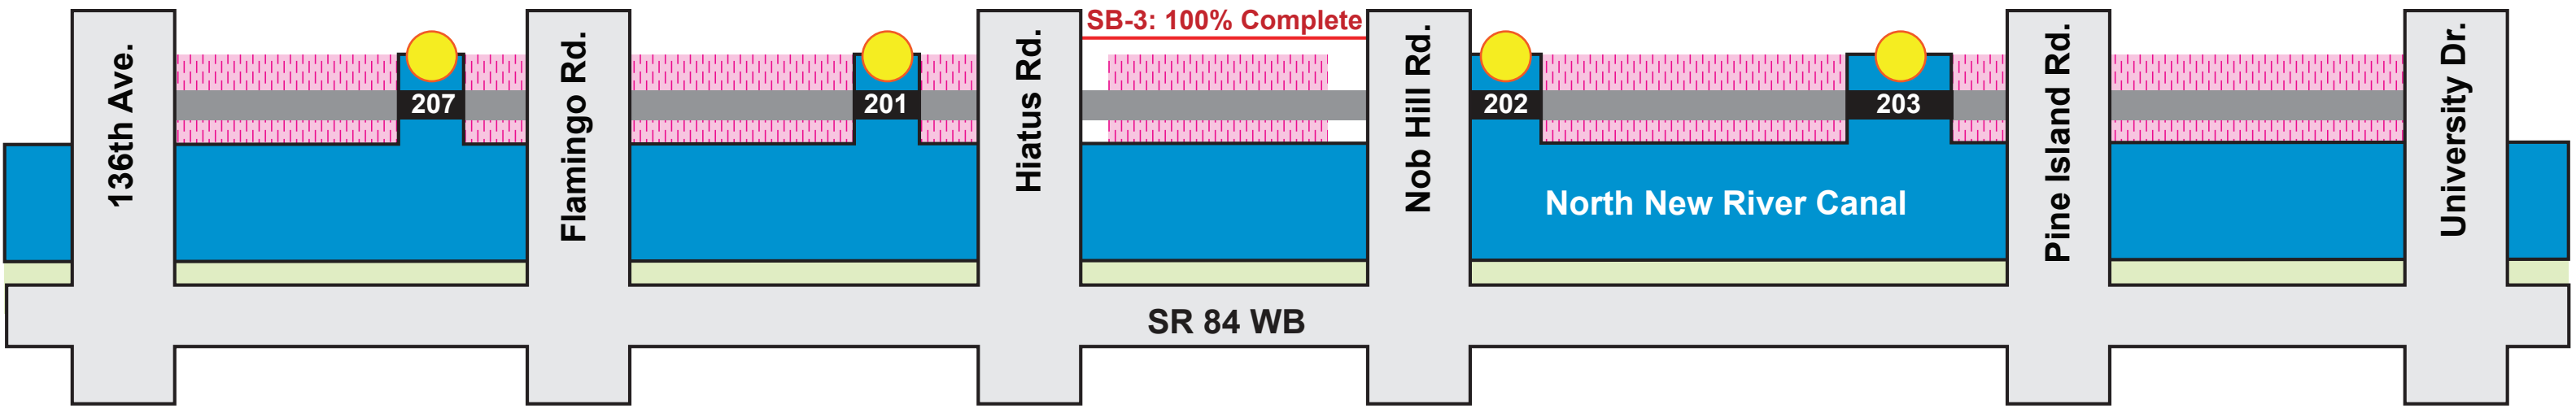 SB-3: 100% Complete
136th Ave.
207
Flamingo Rd.
201
Hiatus Rd.
Nob Hill Rd.
202
203
Pine Island Rd.
University Dr.
North New River Canal
SR 84 WB